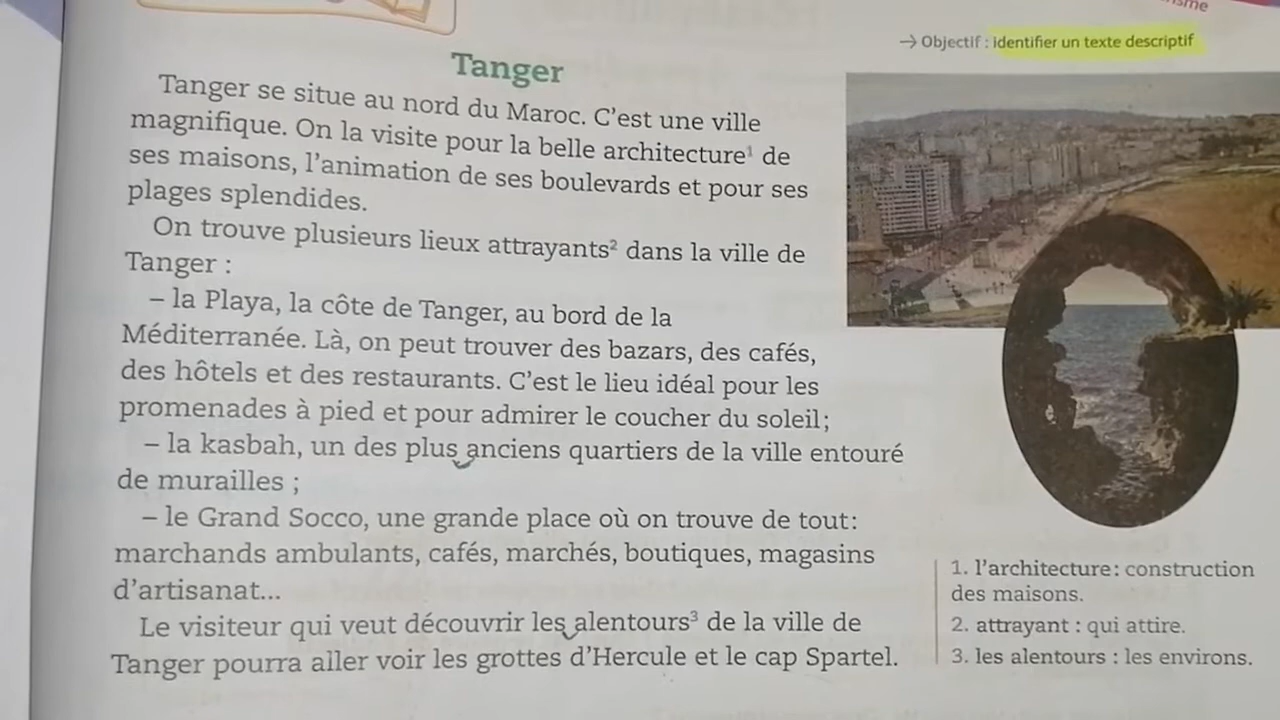 → Objectif : identifier un texte descriptif
Tanger
Tanger se situe au nord du Maroc. C'est une ville
magnifique. On la visite pour la belle architecture¹ de
ses maisons, l'animation de ses boulevards et pour ses
plages splendides.
On trouve plusieurs lieux attrayants² dans la ville de
Tanger :
– la Playa, la côte de Tanger, au bord de la
Méditerranée. Là, on peut trouver des bazars, des cafés,
des hôtels et des restaurants. C'est le lieu idéal pour les
promenades à pied et pour admirer le coucher du soleil;
– la kasbah, un des plus anciens quartiers de la ville entouré
de murailles ;
– le Grand Socco, une grande place où on trouve de tout:
marchands ambulants, cafés, marchés, boutiques, magasins
d'artisanat...
Le visiteur qui veut découvrir les alentours³ de la ville de
Tanger pourra aller voir les grottes d'Hercule et le cap Spartel.
1. l'architecture: construction
des maisons.
2. attrayant : qui attire.
3. les alentours : les environs.